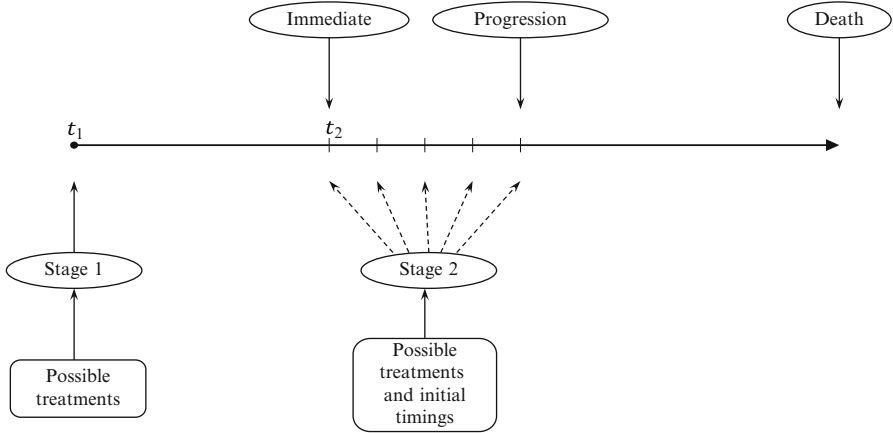 Immediate
Progression
Death
t₁
t₂
Stage 1
Stage 2
Possible
treatments
Possible
treatments
and initial
timings